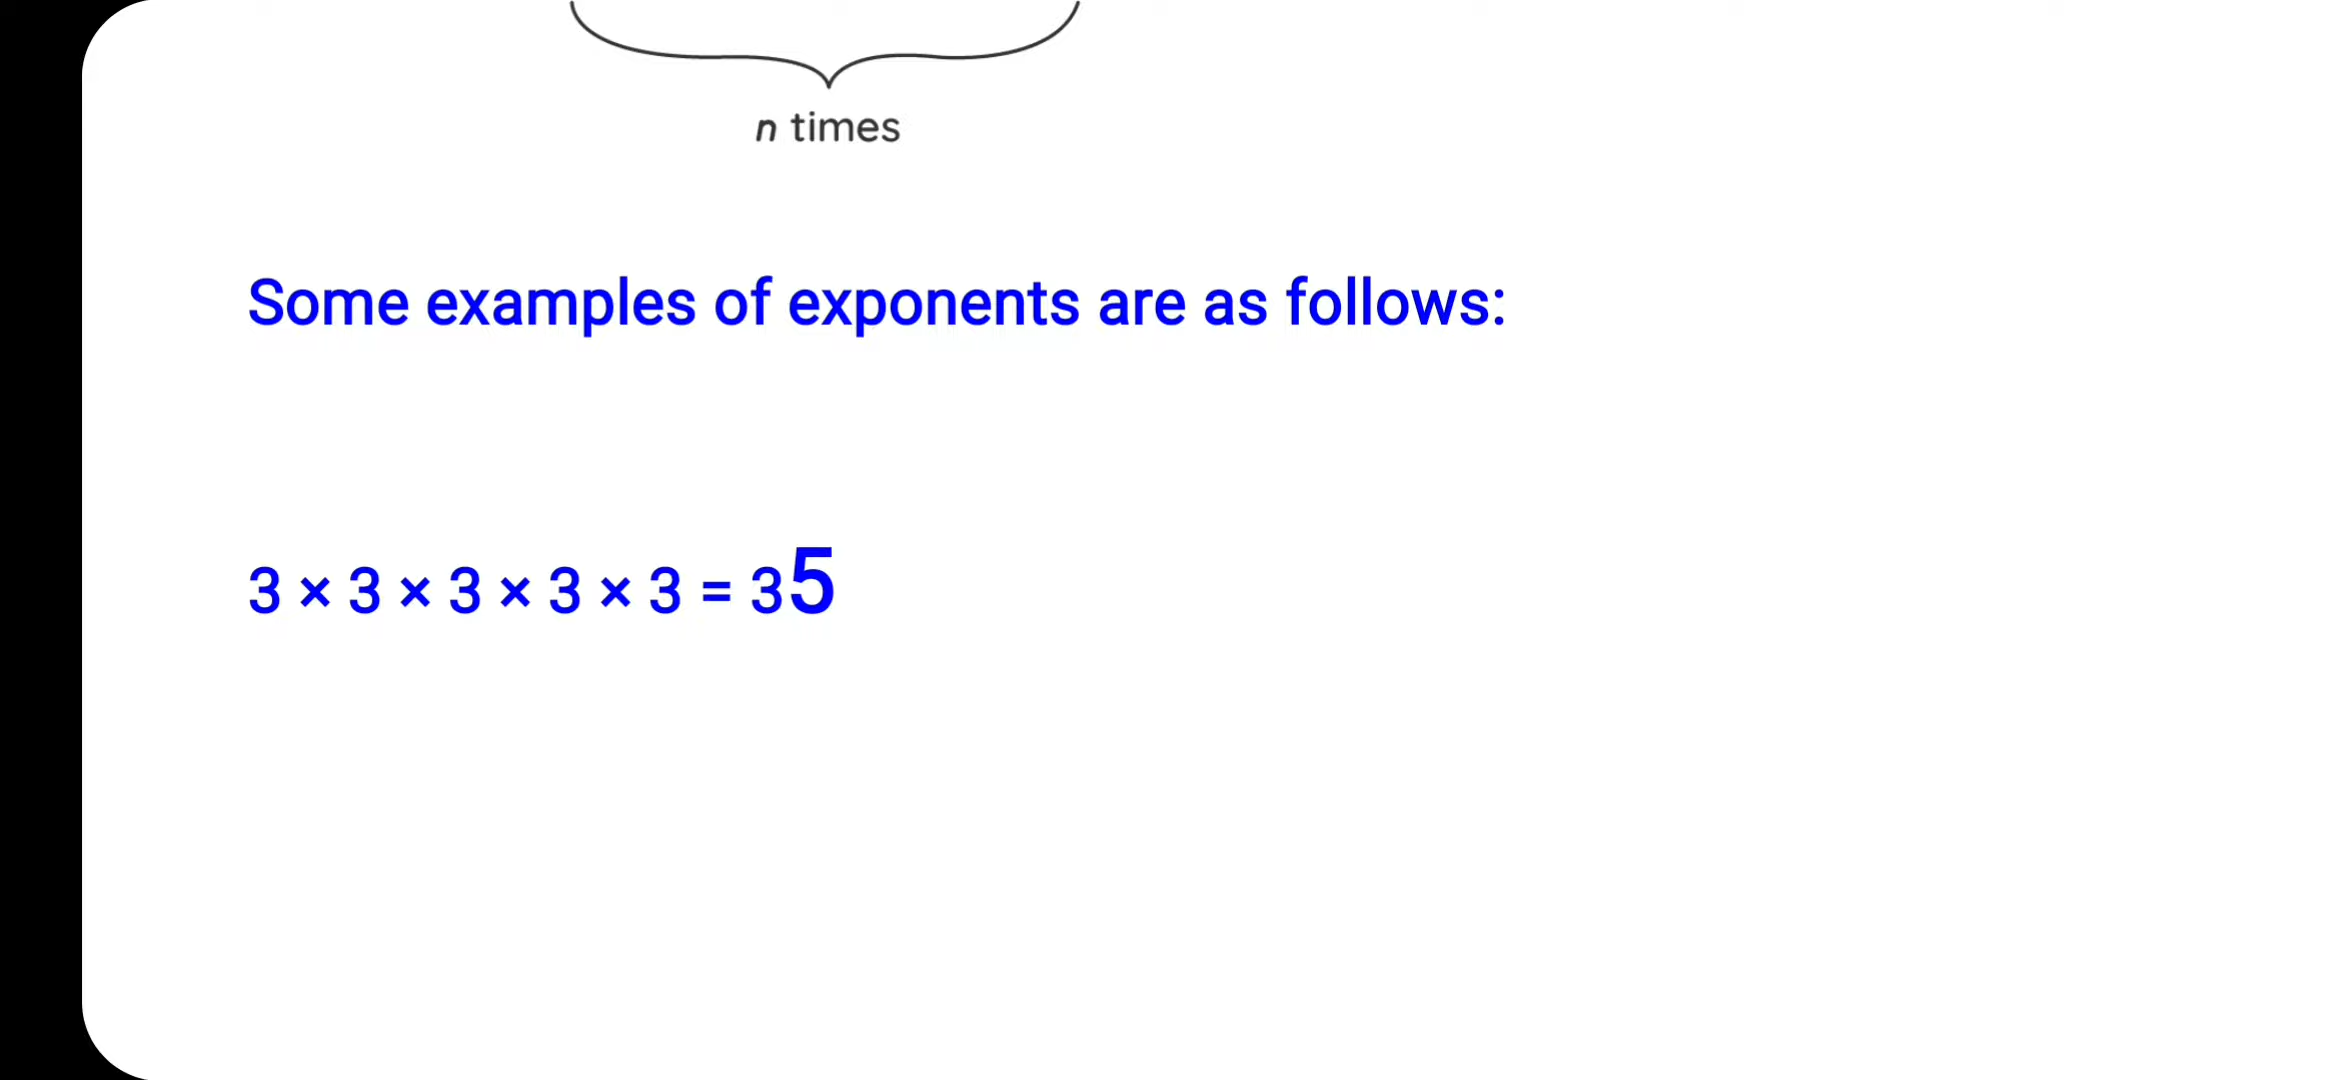 n times
Some examples of exponents are as follows:
3 × 3 × 3 × 3 × 3 = 35